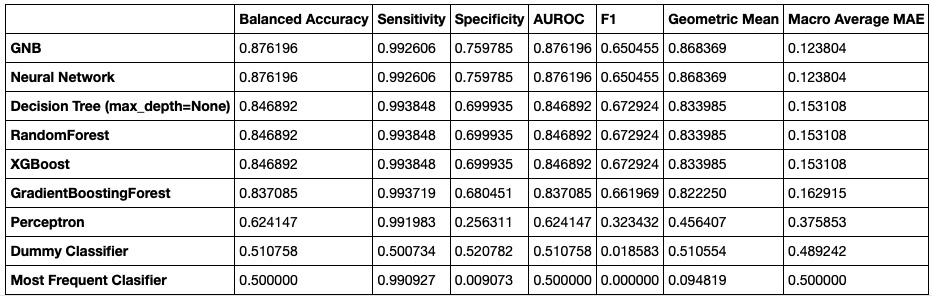 Balanced Accuracy Sensitivity Specificity AUROC F1 Geometric Mean Macro Average MAE
GNB 0.876196 0.992606 0.759785 0.876196 0.650455 0.868369 0.123804
Neural Network 0.876196 0.992606 0.759785 0.876196 0.650455 0.868369 0.123804
Decision Tree (max_depth=None) 0.846892 0.993848 0.699935 0.846892 0.672924 0.833985 0.153108
RandomForest 0.846892 0.993848 0.699935 0.846892 0.672924 0.833985 0.153108
XGBoost 0.846892 0.993848 0.699935 0.846892 0.672924 0.833985 0.153108
GradientBoostingForest 0.837085 0.993719 0.680451 0.837085 0.661969 0.822250 0.162915
Perceptron 0.624147 0.991983 0.256311 0.624147 0.323432 0.456407 0.375853
Dummy Classifier 0.510758 0.500734 0.520782 0.510758 0.018583 0.510554 0.489242
Most Frequent Clasifier 0.500000 0.990927 0.009073 0.500000 0.000000 0.094819 0.500000